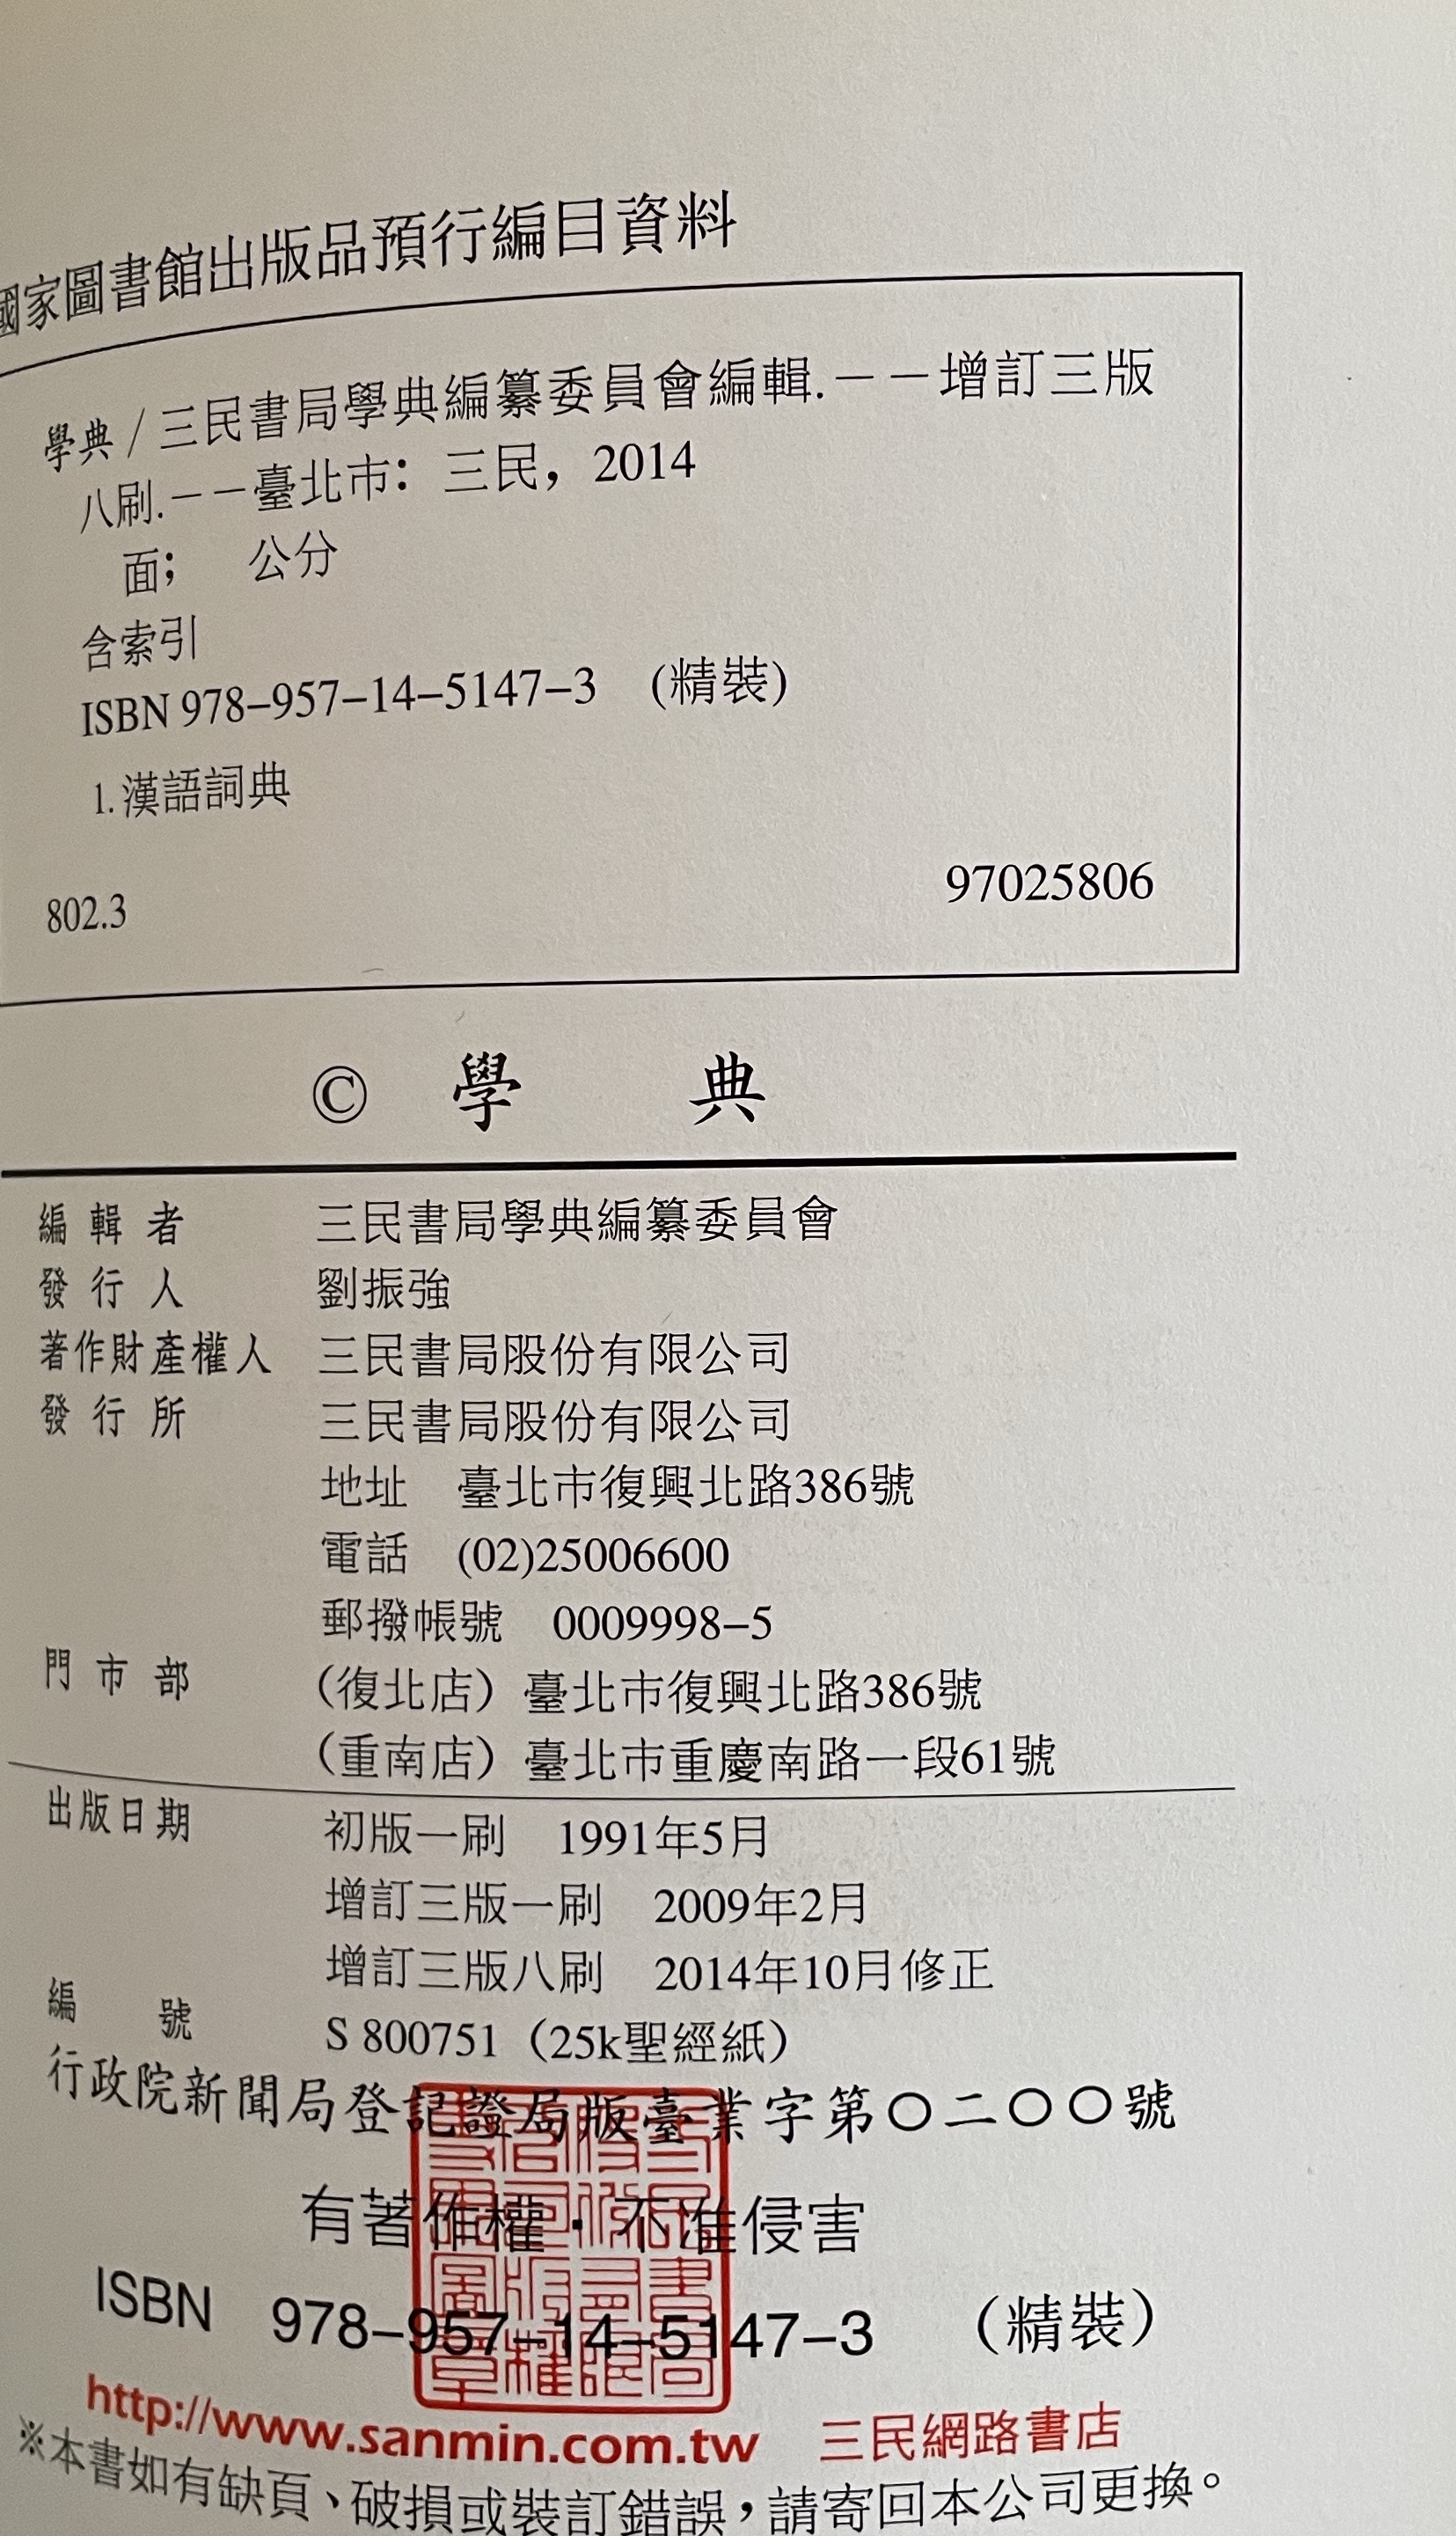 國家圖書館出版品預行編目資料
學典/三民書局學典編纂委員會編輯.——增訂三版
八刷.——臺北市：三民，2014
面；　公分
含索引
ISBN 978-957-14-5147-3　(精裝)
1.漢語詞典
802.3　97025806
© 學　典
編輯者　三民書局學典編纂委員會
發行人　劉振強
著作財產權人　三民書局股份有限公司
發行所　三民書局股份有限公司
地址　臺北市復興北路386號
電話　(02)25006600
郵撥帳號　0009998-5
門市部　（復北店）臺北市復興北路386號
（重南店）臺北市重慶南路一段61號
出版日期　初版一刷　1991年5月
增訂三版一刷　2009年2月
增訂三版八刷　2014年10月修正
編號　S 800751（25k聖經紙）
行政院新聞局登記證局版臺業字第〇二〇〇號
有著作權·不准侵害
ISBN　978-957-14-5147-3　（精裝）
http://www.sanmin.com.tw　三民網路書店
※本書如有缺頁、破損或裝訂錯誤，請寄回本公司更換。